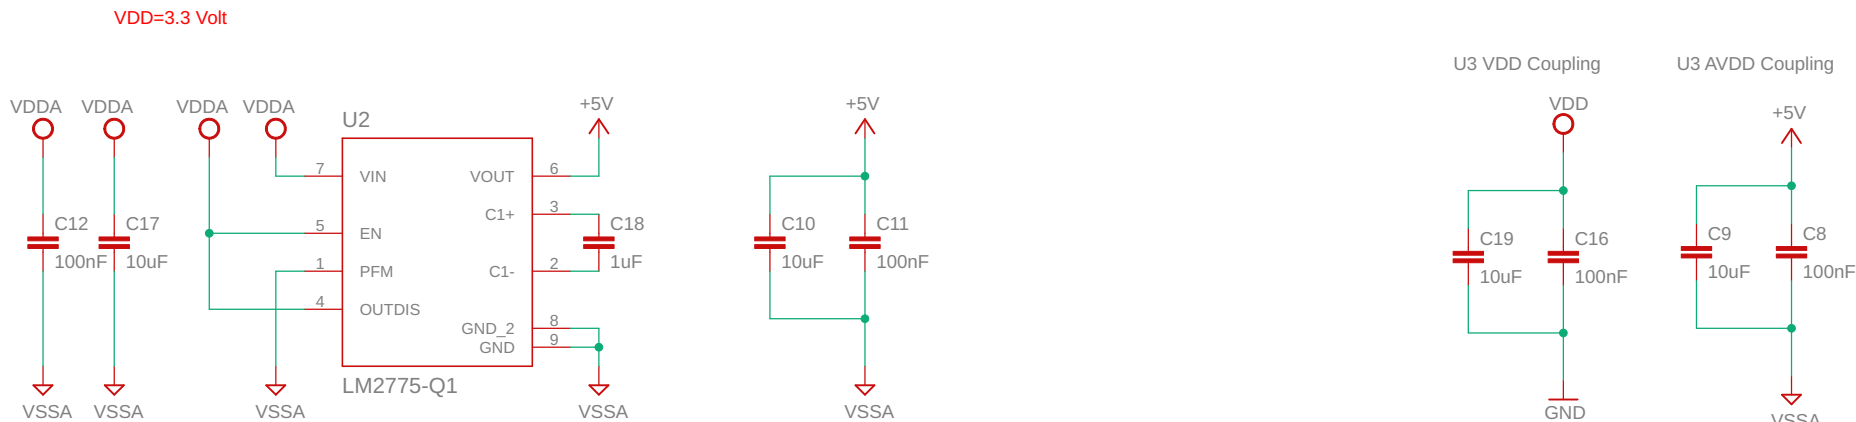 VDD=3.3 Volt
U3 VDD Coupling
U3 AVDD Coupling
VDDA
VDDA
VDDA
VDDA
U2
+5V
+5V
VDD
+5V
7
VIN
VOUT
6
C1+
3
5
EN
1
PFM
C1-
2
4
OUTDIS
GND_2
8
GND
9
LM2775-Q1
C12
100nF
C17
10uF
C18
1uF
C10
10uF
C11
100nF
C19
10uF
C16
100nF
C9
10uF
C8
100nF
VSSA
VSSA
VSSA
VSSA
VSSA
GND
VSSA